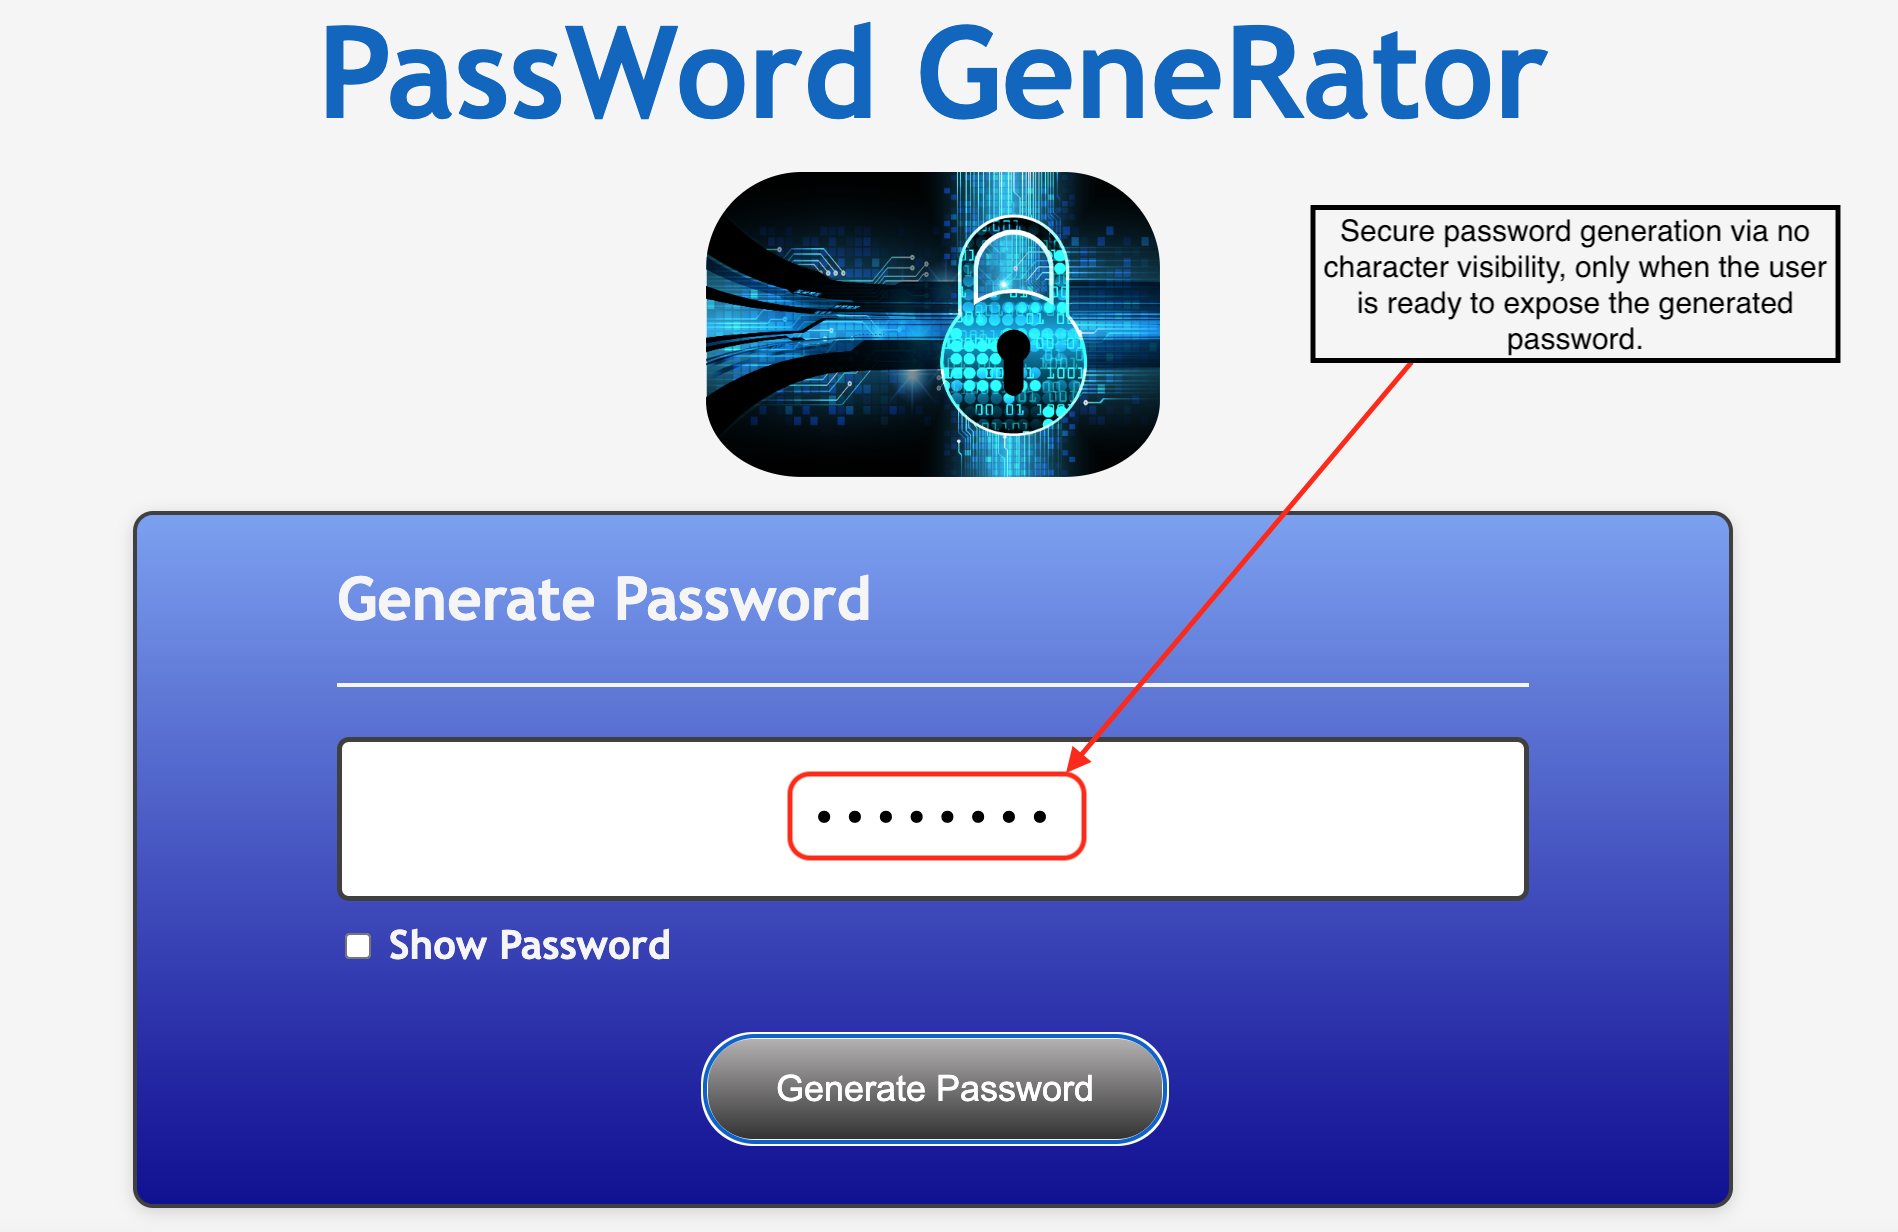 PassWord GeneRator
Secure password generation via no
character visibility, only when the user
is ready to expose the generated
password.
Generate Password
••••••••
Show Password
Generate Password